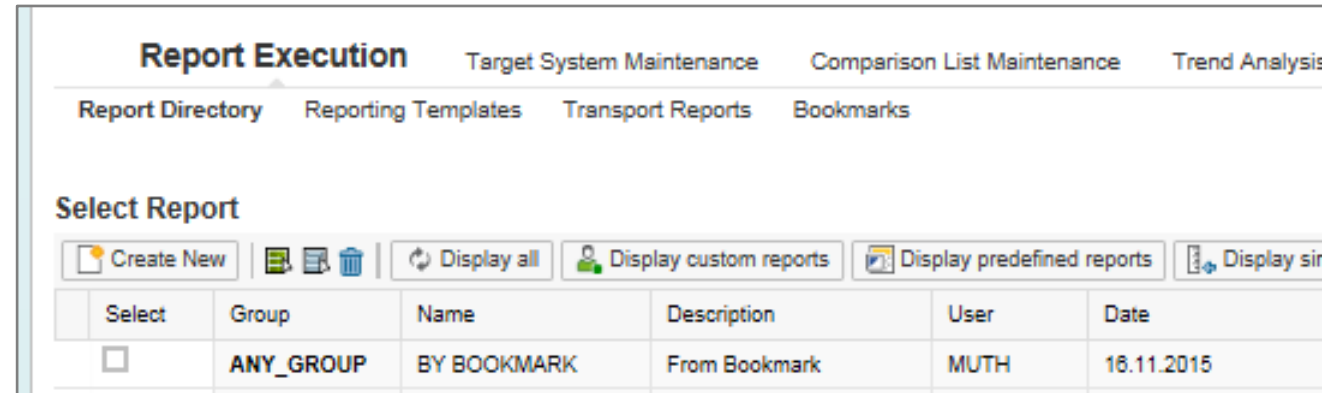 Report Execution Target System Maintenance Comparison List Maintenance Trend Analysis
Report Directory Reporting Templates Transport Reports Bookmarks
Select Report
Create New Display all Display custom reports Display predefined reports Display sin
Select Group Name Description User Date
ANY_GROUP BY BOOKMARK From Bookmark MUTH 16.11.2015